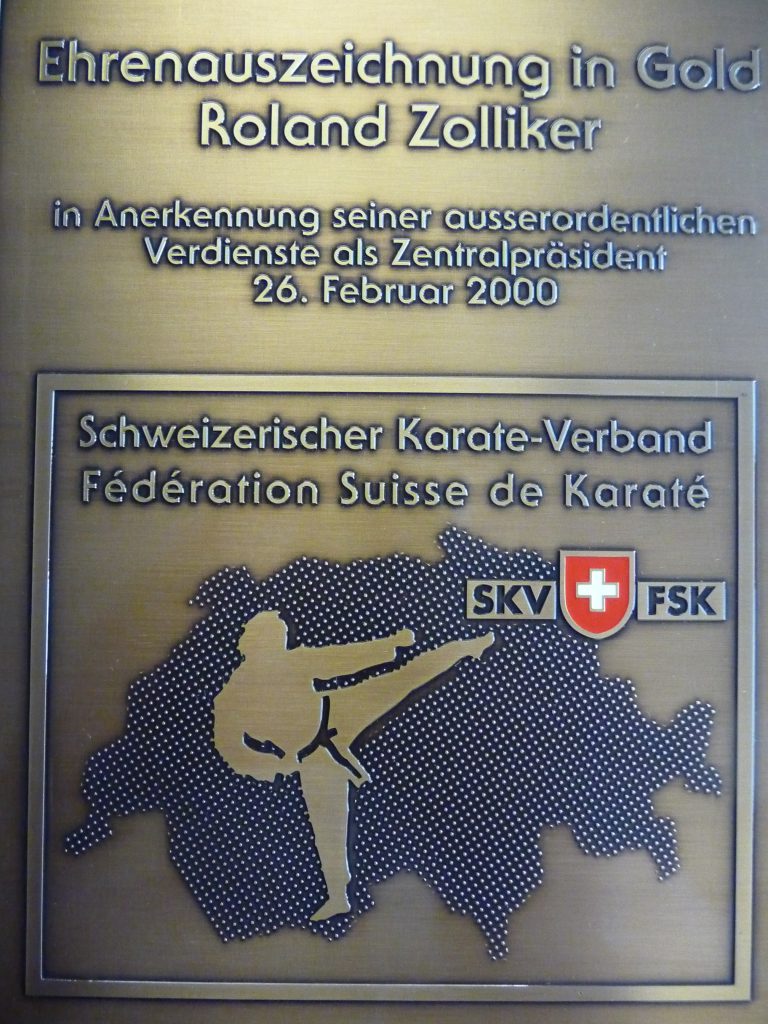 Ehrenauszeichnung in Gold
Roland Zolliker
in Anerkennung seiner ausserordentlichen
Verdienste als Zentralpräsident
26. Februar 2000
Schweizerischer Karate-Verband
Fédération Suisse de Karaté
SKV FSK